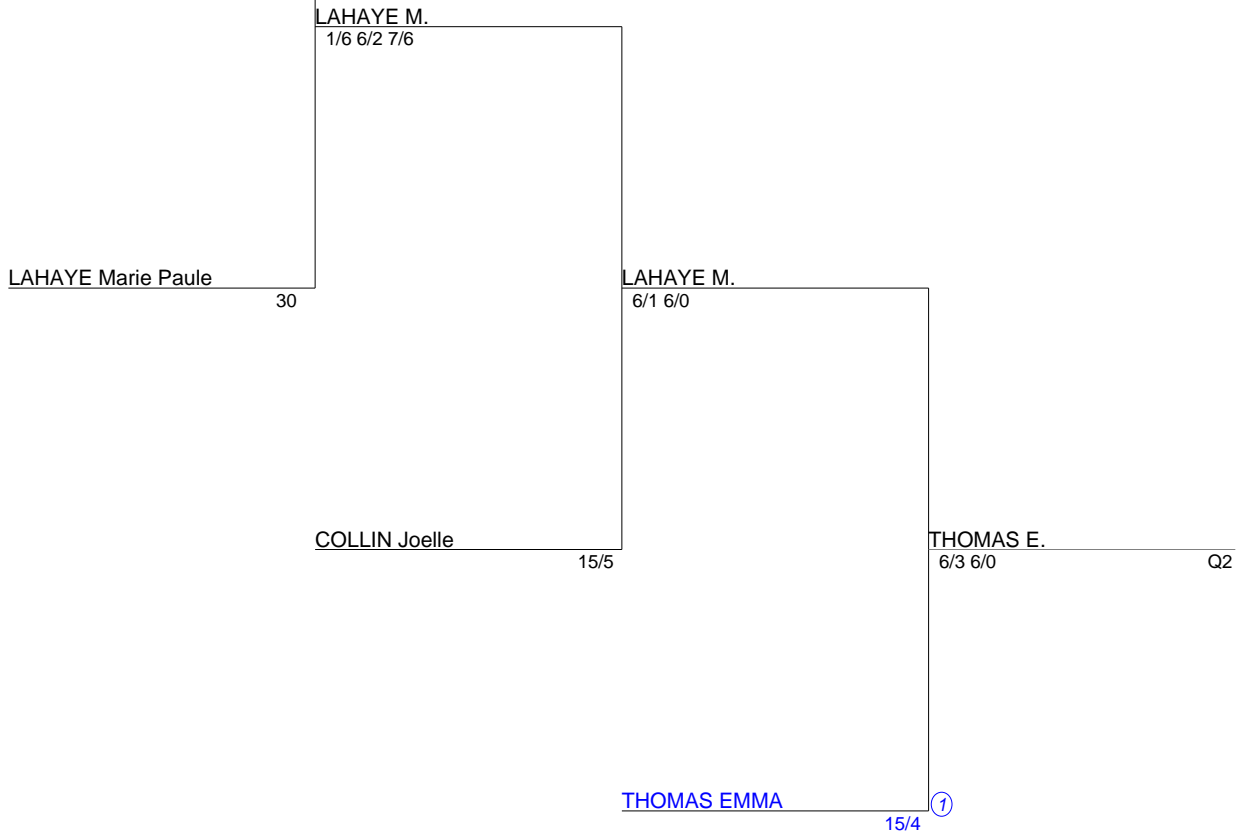 LAHAYE M.
1/6 6/2 7/6
LAHAYE Marie Paule
30
LAHAYE M.
6/1 6/0
COLLIN Joelle
15/5
THOMAS E.
6/3 6/0
Q2
THOMAS EMMA
1
15/4